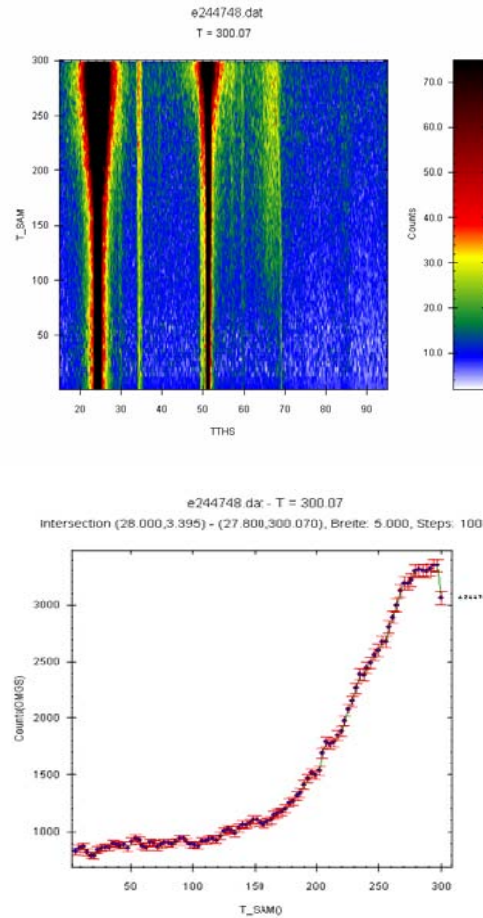 e244748.dat
T = 300.07
300
250
200
150
100
50
T_SAM
20 30 40 50 60 70 80 90
TTHS
70.0
60.0
50.0
40.0
30.0
20.0
10.0
Counts
e244748.dat - T = 300.07
Intersection (28.000,3.395) - (27.800,300.070), Breite: 5.000, Steps: 100
3000
2500
2000
1500
1000
Counts(OMGS)
50 100 150 200 250 300
T_SAM()